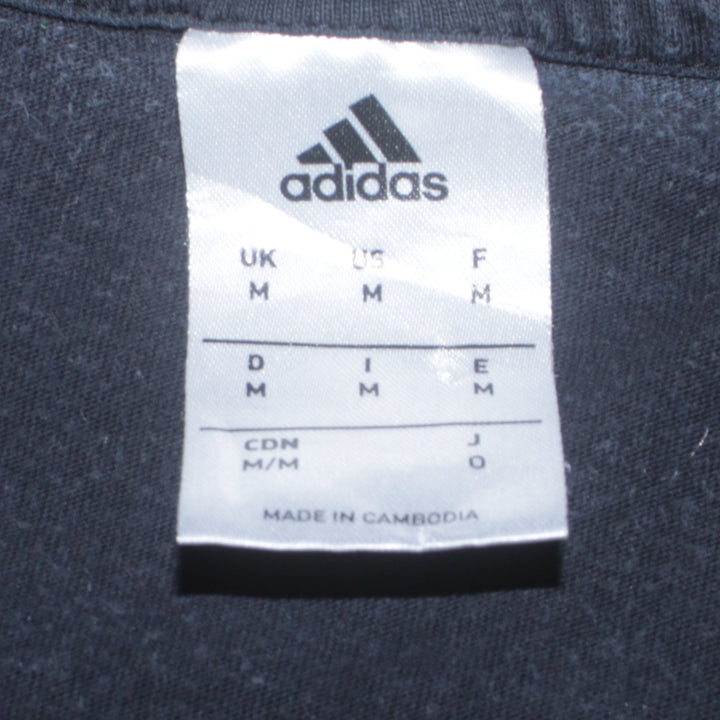 adidas
UK US F
M M M
D I E
M M M
CDN J
M/M O
MADE IN CAMBODIA